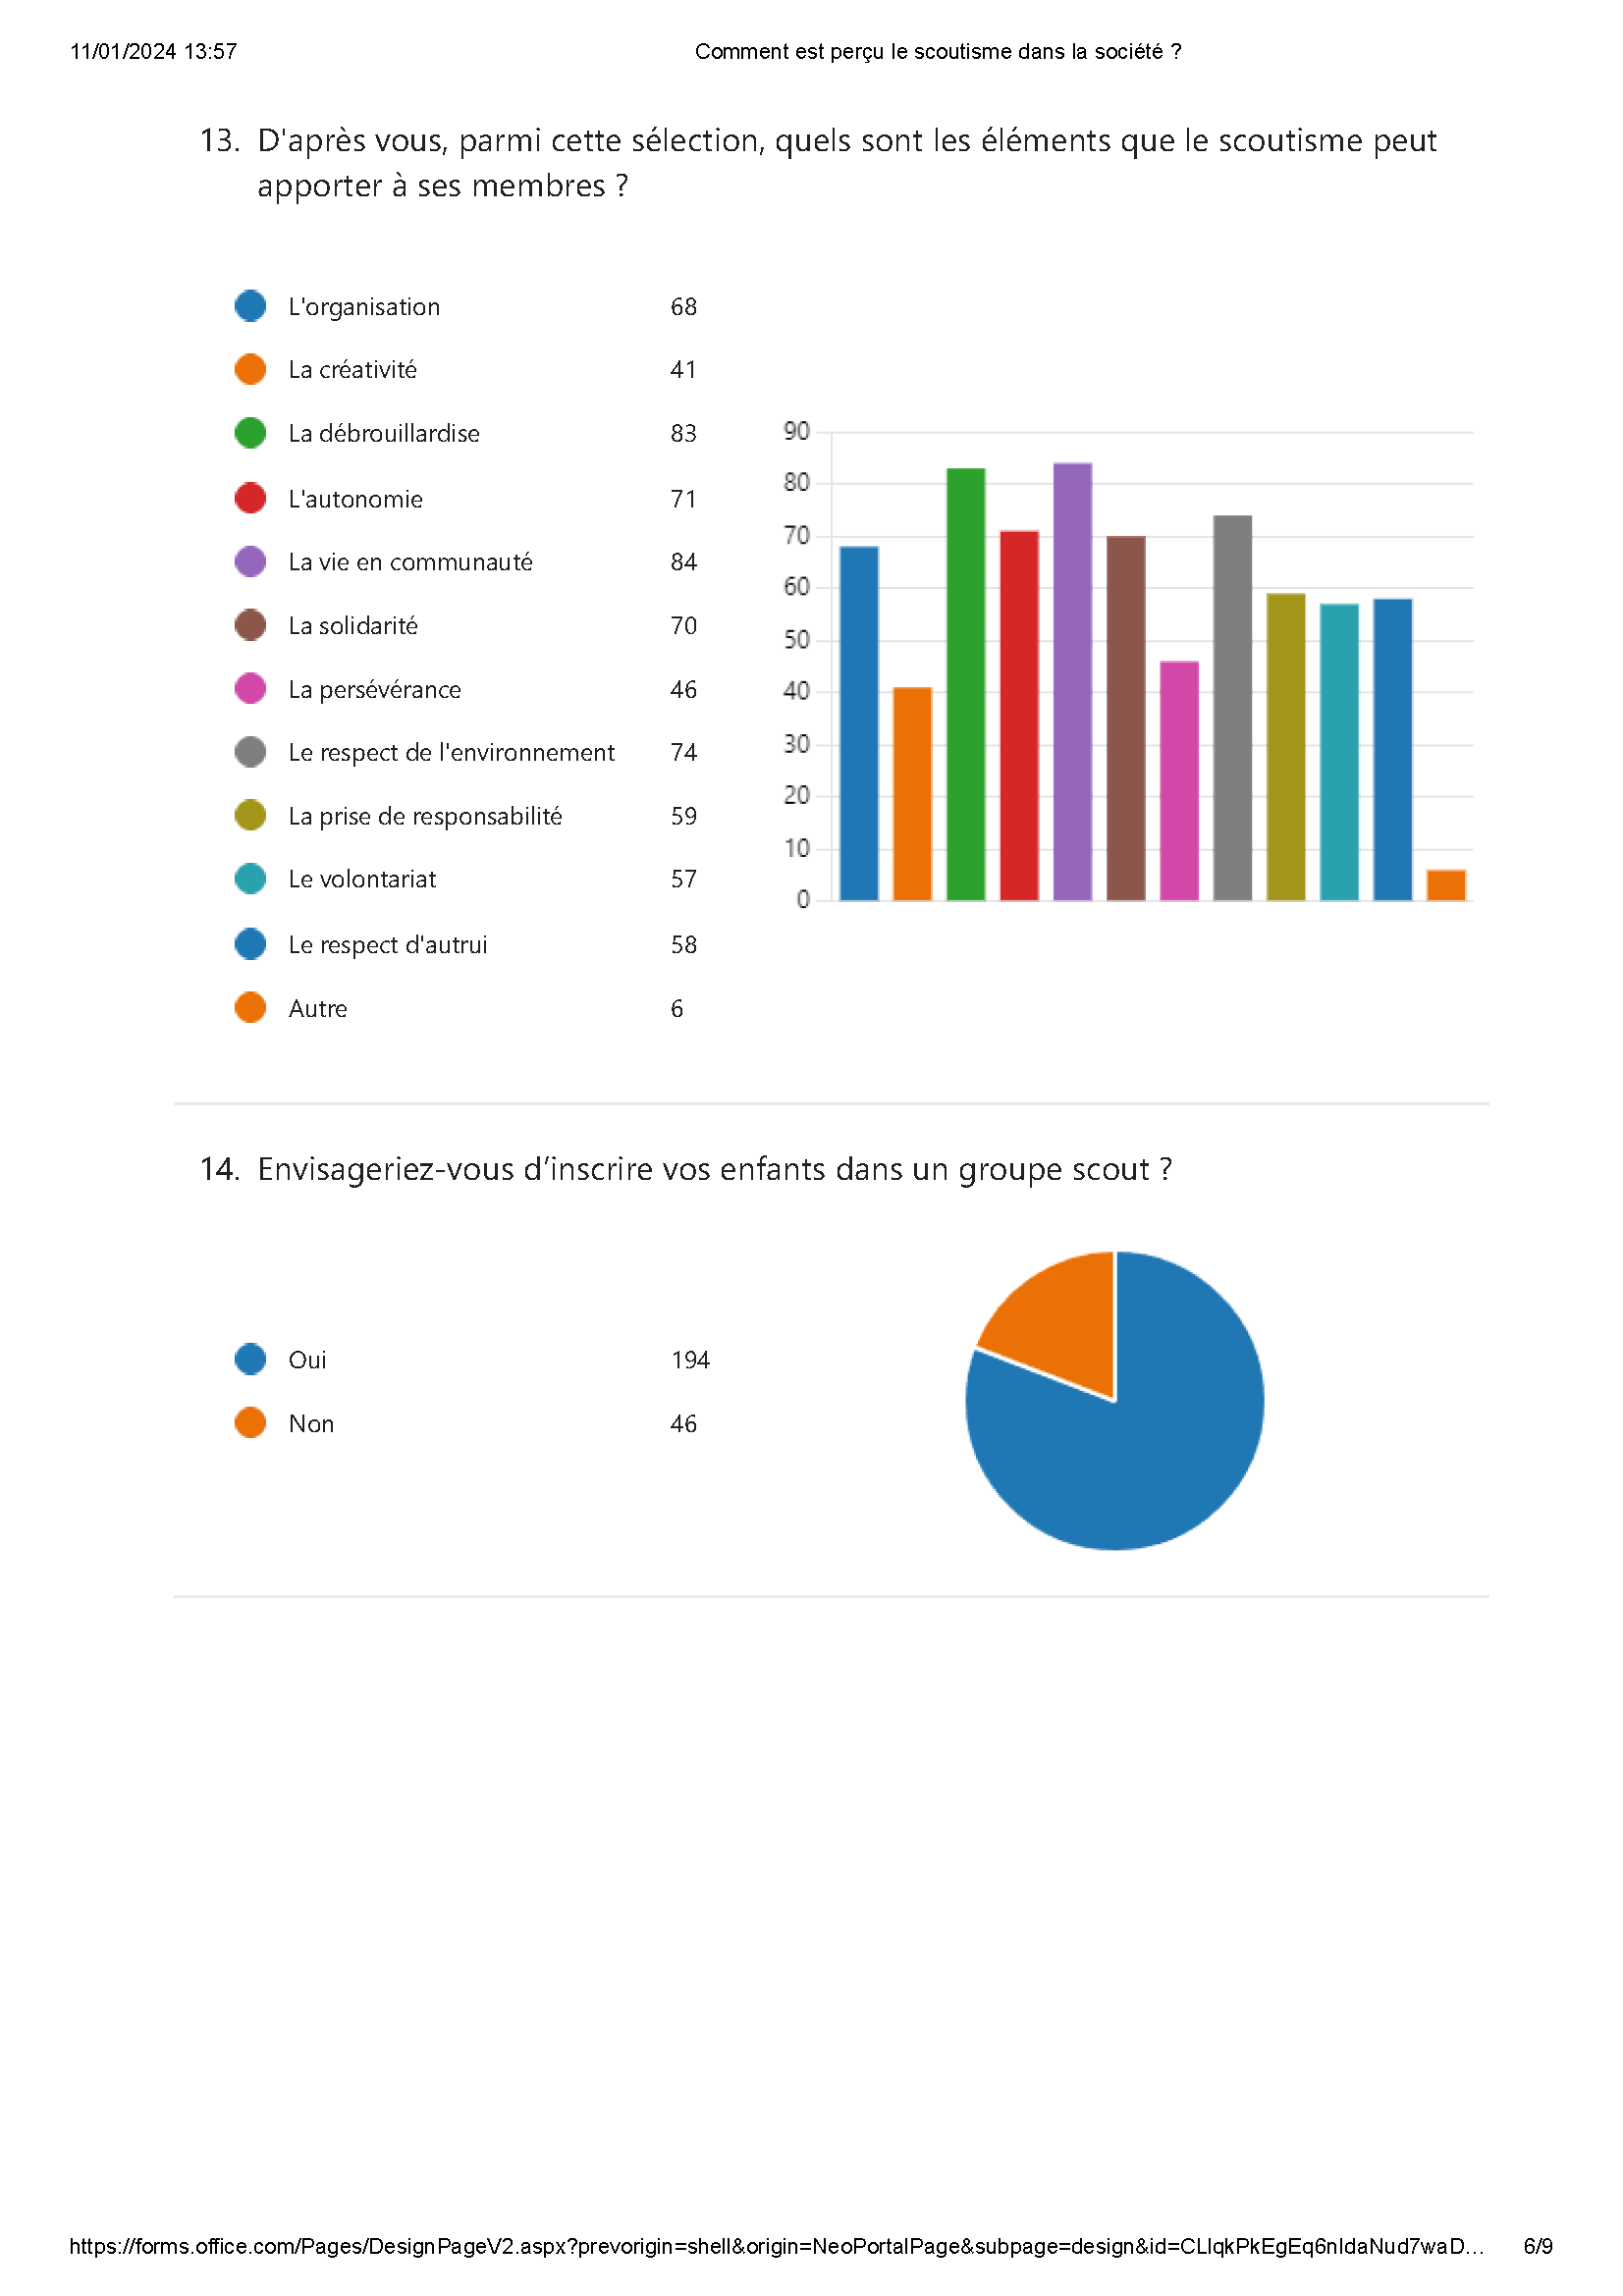 11/01/2024 13:57
Comment est perçu le scoutisme dans la société ?
13. D'après vous, parmi cette sélection, quels sont les éléments que le scoutisme peut
apporter à ses membres ?
L'organisation 68
La créativité 41
La débrouillardise 83
L'autonomie 71
La vie en communauté 84
La solidarité 70
La persévérance 46
Le respect de l'environnement 74
La prise de responsabilité 59
Le volontariat 57
Le respect d'autrui 58
Autre 6
90
80
70
60
50
40
30
20
10
0
14. Envisageriez-vous d’inscrire vos enfants dans un groupe scout ?
Oui 194
Non 46
https://forms.office.com/Pages/DesignPageV2.aspx?prevorigin=shell&origin=NeoPortalPage&subpage=design&id=CLIqkPkEgEq6nIdaNud7waD...
6/9